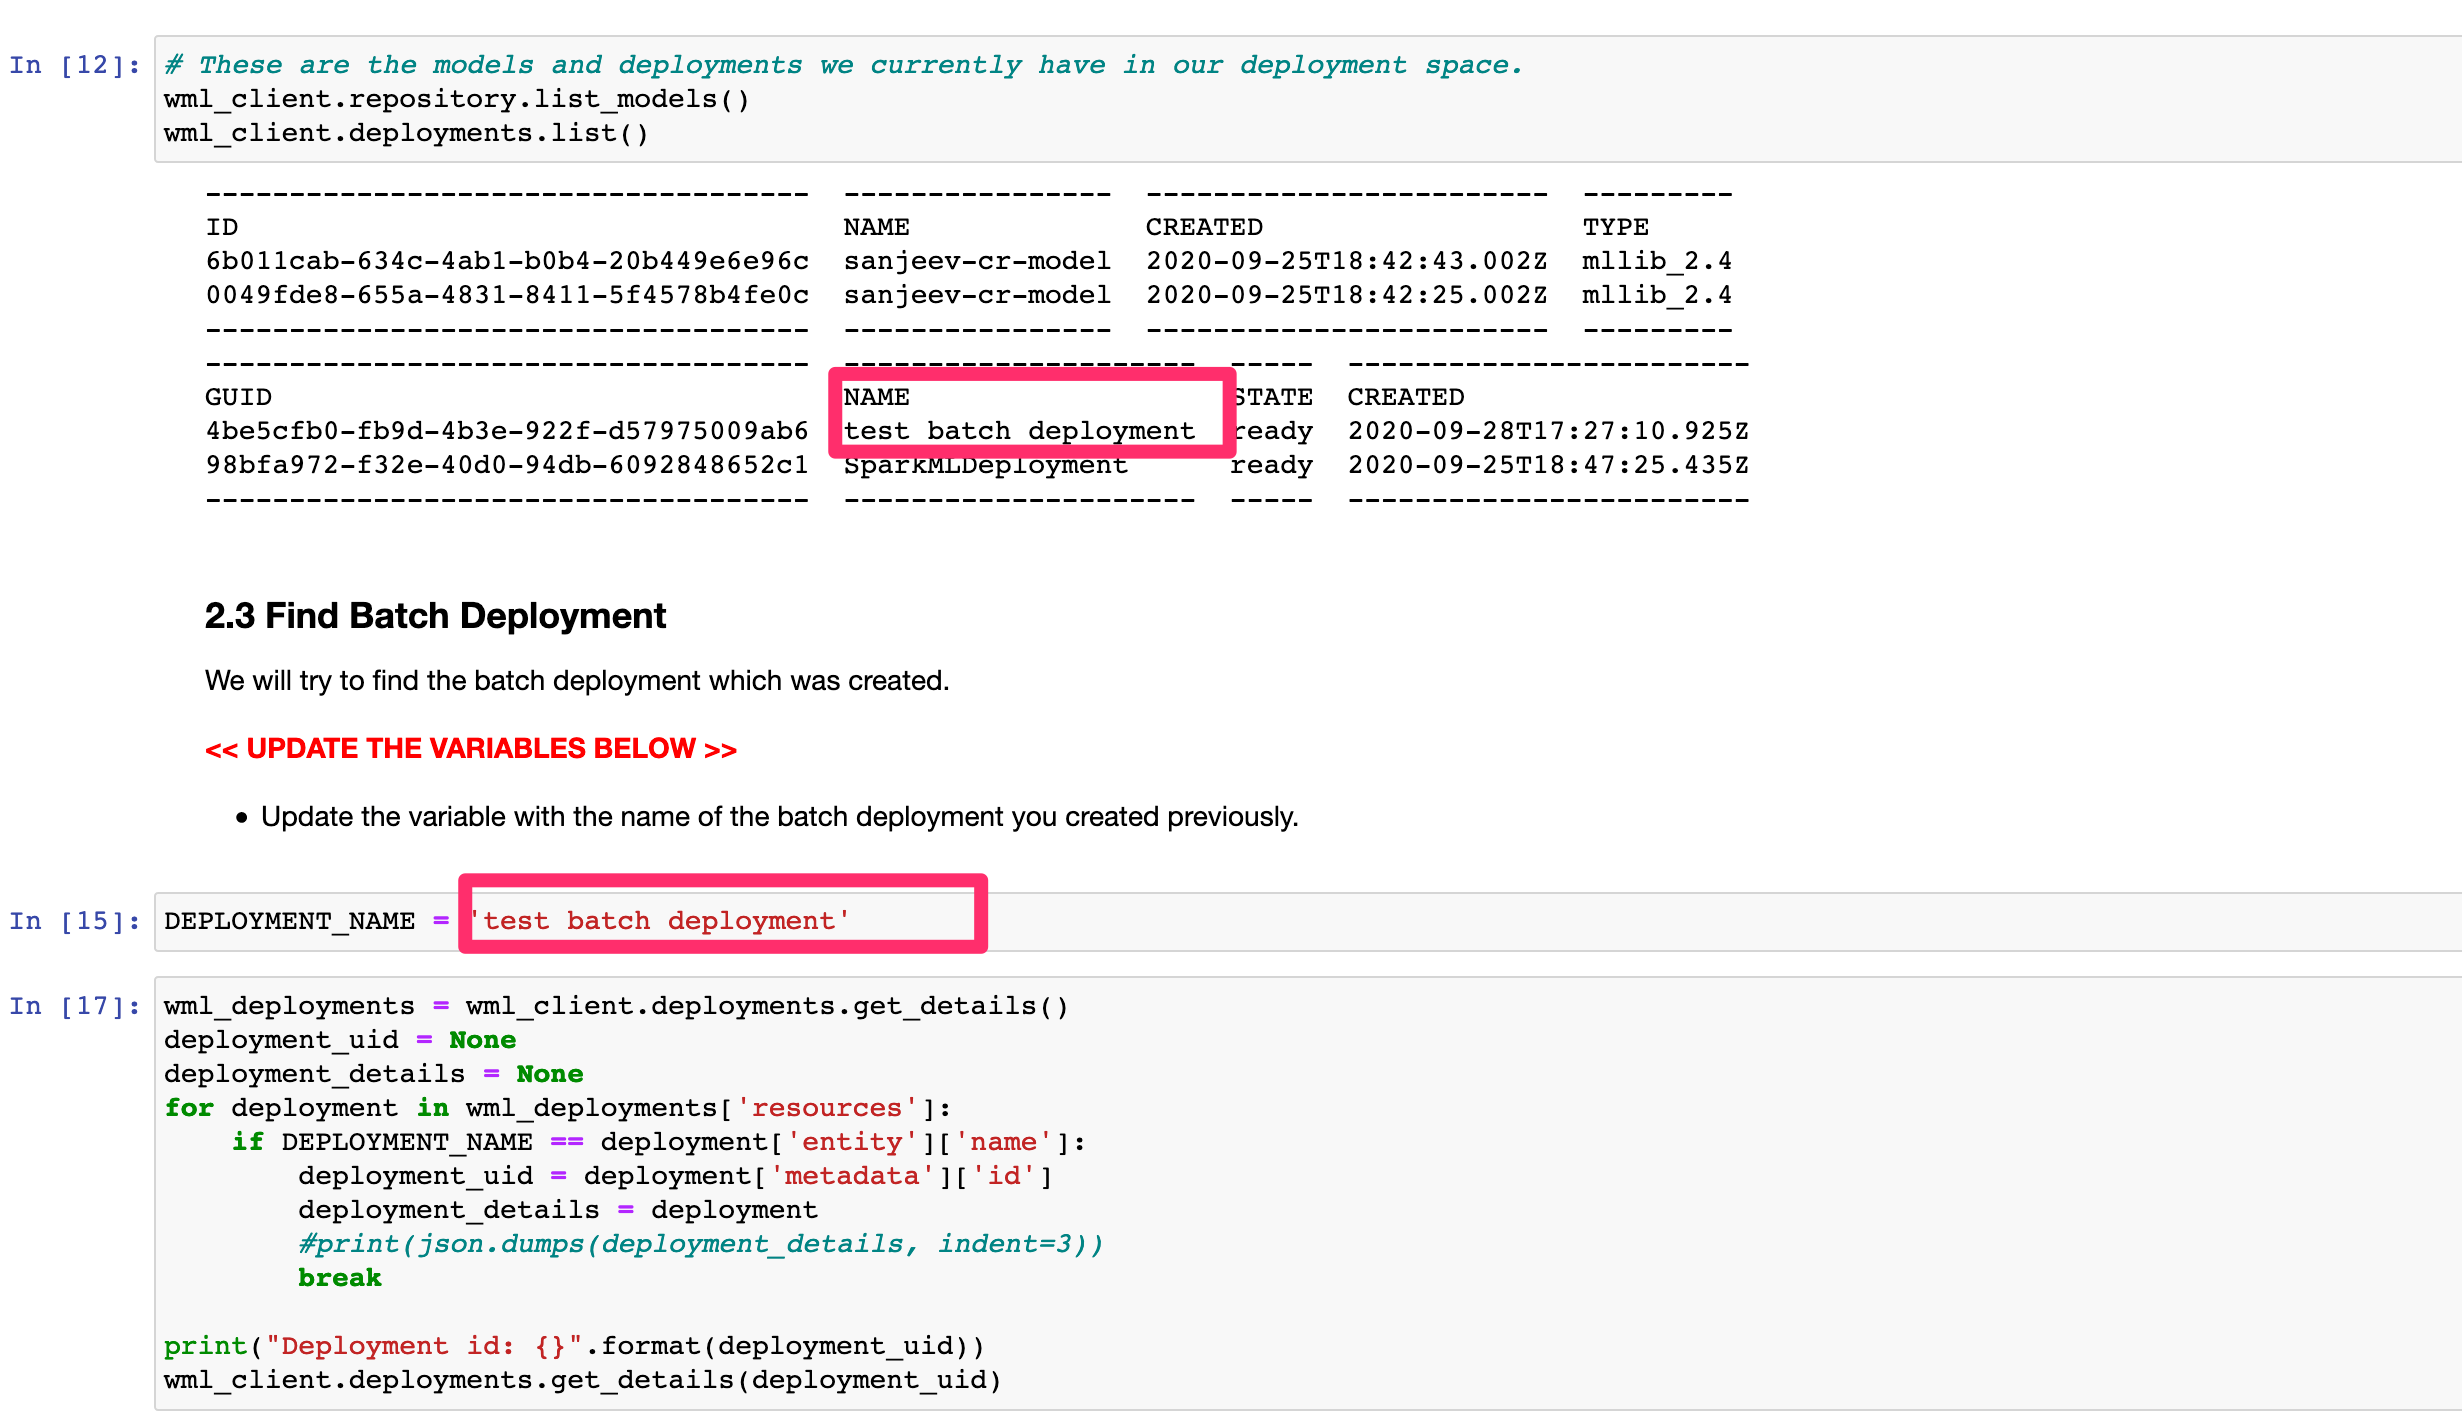 In [12]: # These are the models and deployments we currently have in our deployment space.
wml_client.repository.list_models()
wml_client.deployments.list()
------------------------------------  ----------------  ------------------------  ---------
ID                                    NAME              CREATED                   TYPE
6b011cab-634c-4ab1-b0b4-20b449e6e96c  sanjeev-cr-model  2020-09-25T18:42:43.002Z  mllib_2.4
0049fde8-655a-4831-8411-5f4578b4fe0c  sanjeev-cr-model  2020-09-25T18:42:25.002Z  mllib_2.4
------------------------------------  ----------------  ------------------------  ---------
------------------------------------  ---------------------  -----  ------------------------
GUID                                  NAME                   STATE  CREATED
4be5cfb0-fb9d-4b3e-922f-d57975009ab6  test batch deployment  ready  2020-09-28T17:27:10.925Z
98bfa972-f32e-40d0-94db-6092848652c1  SparkMLDeployment      ready  2020-09-25T18:47:25.435Z
------------------------------------  ---------------------  -----  ------------------------
2.3 Find Batch Deployment
We will try to find the batch deployment which was created.
<< UPDATE THE VARIABLES BELOW >>
• Update the variable with the name of the batch deployment you created previously.
In [15]: DEPLOYMENT_NAME = 'test batch deployment'
In [17]: wml_deployments = wml_client.deployments.get_details()
deployment_uid = None
deployment_details = None
for deployment in wml_deployments['resources']:
    if DEPLOYMENT_NAME == deployment['entity']['name']:
        deployment_uid = deployment['metadata']['id']
        deployment_details = deployment
        #print(json.dumps(deployment_details, indent=3))
        break
print("Deployment id: {}".format(deployment_uid))
wml_client.deployments.get_details(deployment_uid)